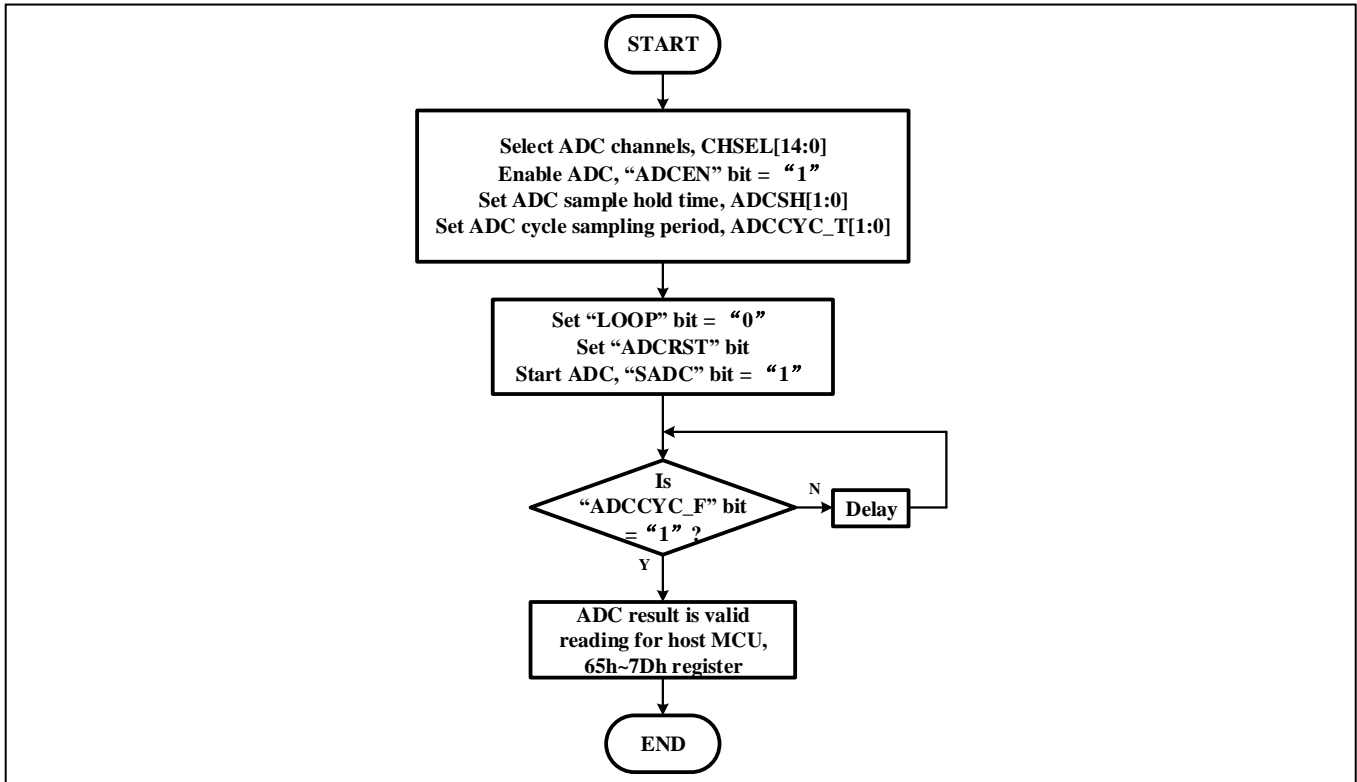 START
Select ADC channels, CHSEL[14:0]
Enable ADC, “ADCEN” bit = “1”
Set ADC sample hold time, ADCSH[1:0]
Set ADC cycle sampling period, ADCCYC_T[1:0]
Set “LOOP” bit = “0”
Set “ADCRST” bit
Start ADC, “SADC” bit = “1”
Is
“ADCCYC_F” bit
= “1” ?
N
Delay
Y
ADC result is valid
reading for host MCU,
65h~7Dh register
END